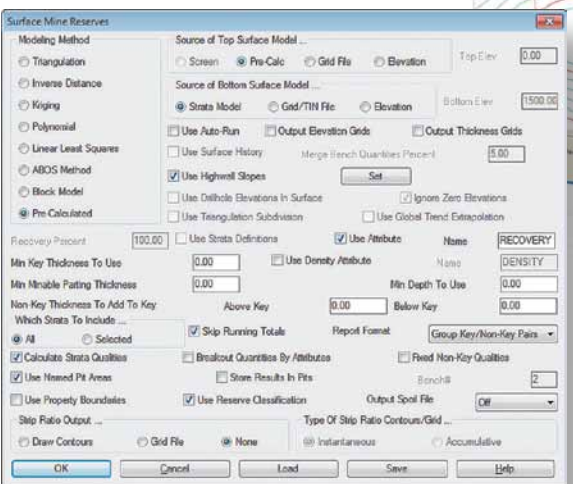 Surface Mine Reserves
Modeling Method
Triangulation
Inverse Distance
Kriging
Polynomial
Linear Least Squares
ABOS Method
Block Model
Pre Calculated
Source of Top Surface Model ...
Screen Pre-Calc Grid File Elevation
Top Elev 0.00
Source of Bottom Surface Model ...
Strata Model Grid/TIN File Elevation
Bottom Elev 1500.00
Use Auto-Run Output Elevation Grids Output Thickness Grids
Use Surface History Merge Bench Quantities Percent 5.00
Use Highwall Slopes Set
Use Drillhole Elevations In Surface Ignore Zero Elevations
Use Triangulation Subdivision Use Global Trend Extrapolation
Recovery Percent 100.00 Use Strata Definitions Use Attribute Name RECOVERY
Min Key Thickness To Use 0.00 Use Density Attribute Name DENSITY
Min Minable Parting Thickness 0.00 Min Depth To Use 0.00
Non-Key Thickness To Add To Key Above Key 0.00 Below Key 0.00
Which Strata To Include ...
All Selected
Skip Running Totals Report Format Group Key/Non-Key Pairs
Calculate Strata Qualities Breakout Quantities By Attributes Fixed Non-Key Qualities
Use Named Pit Areas Store Results In Pits Bench# 2
Use Property Boundaries Use Reserve Classification Output Spoil File Off
Strip Ratio Output ...
Draw Contours Grid File None
Type Of Strip Ratio Contours/Grid ...
Instantaneous Accumulative
OK Cancel Load Save Help